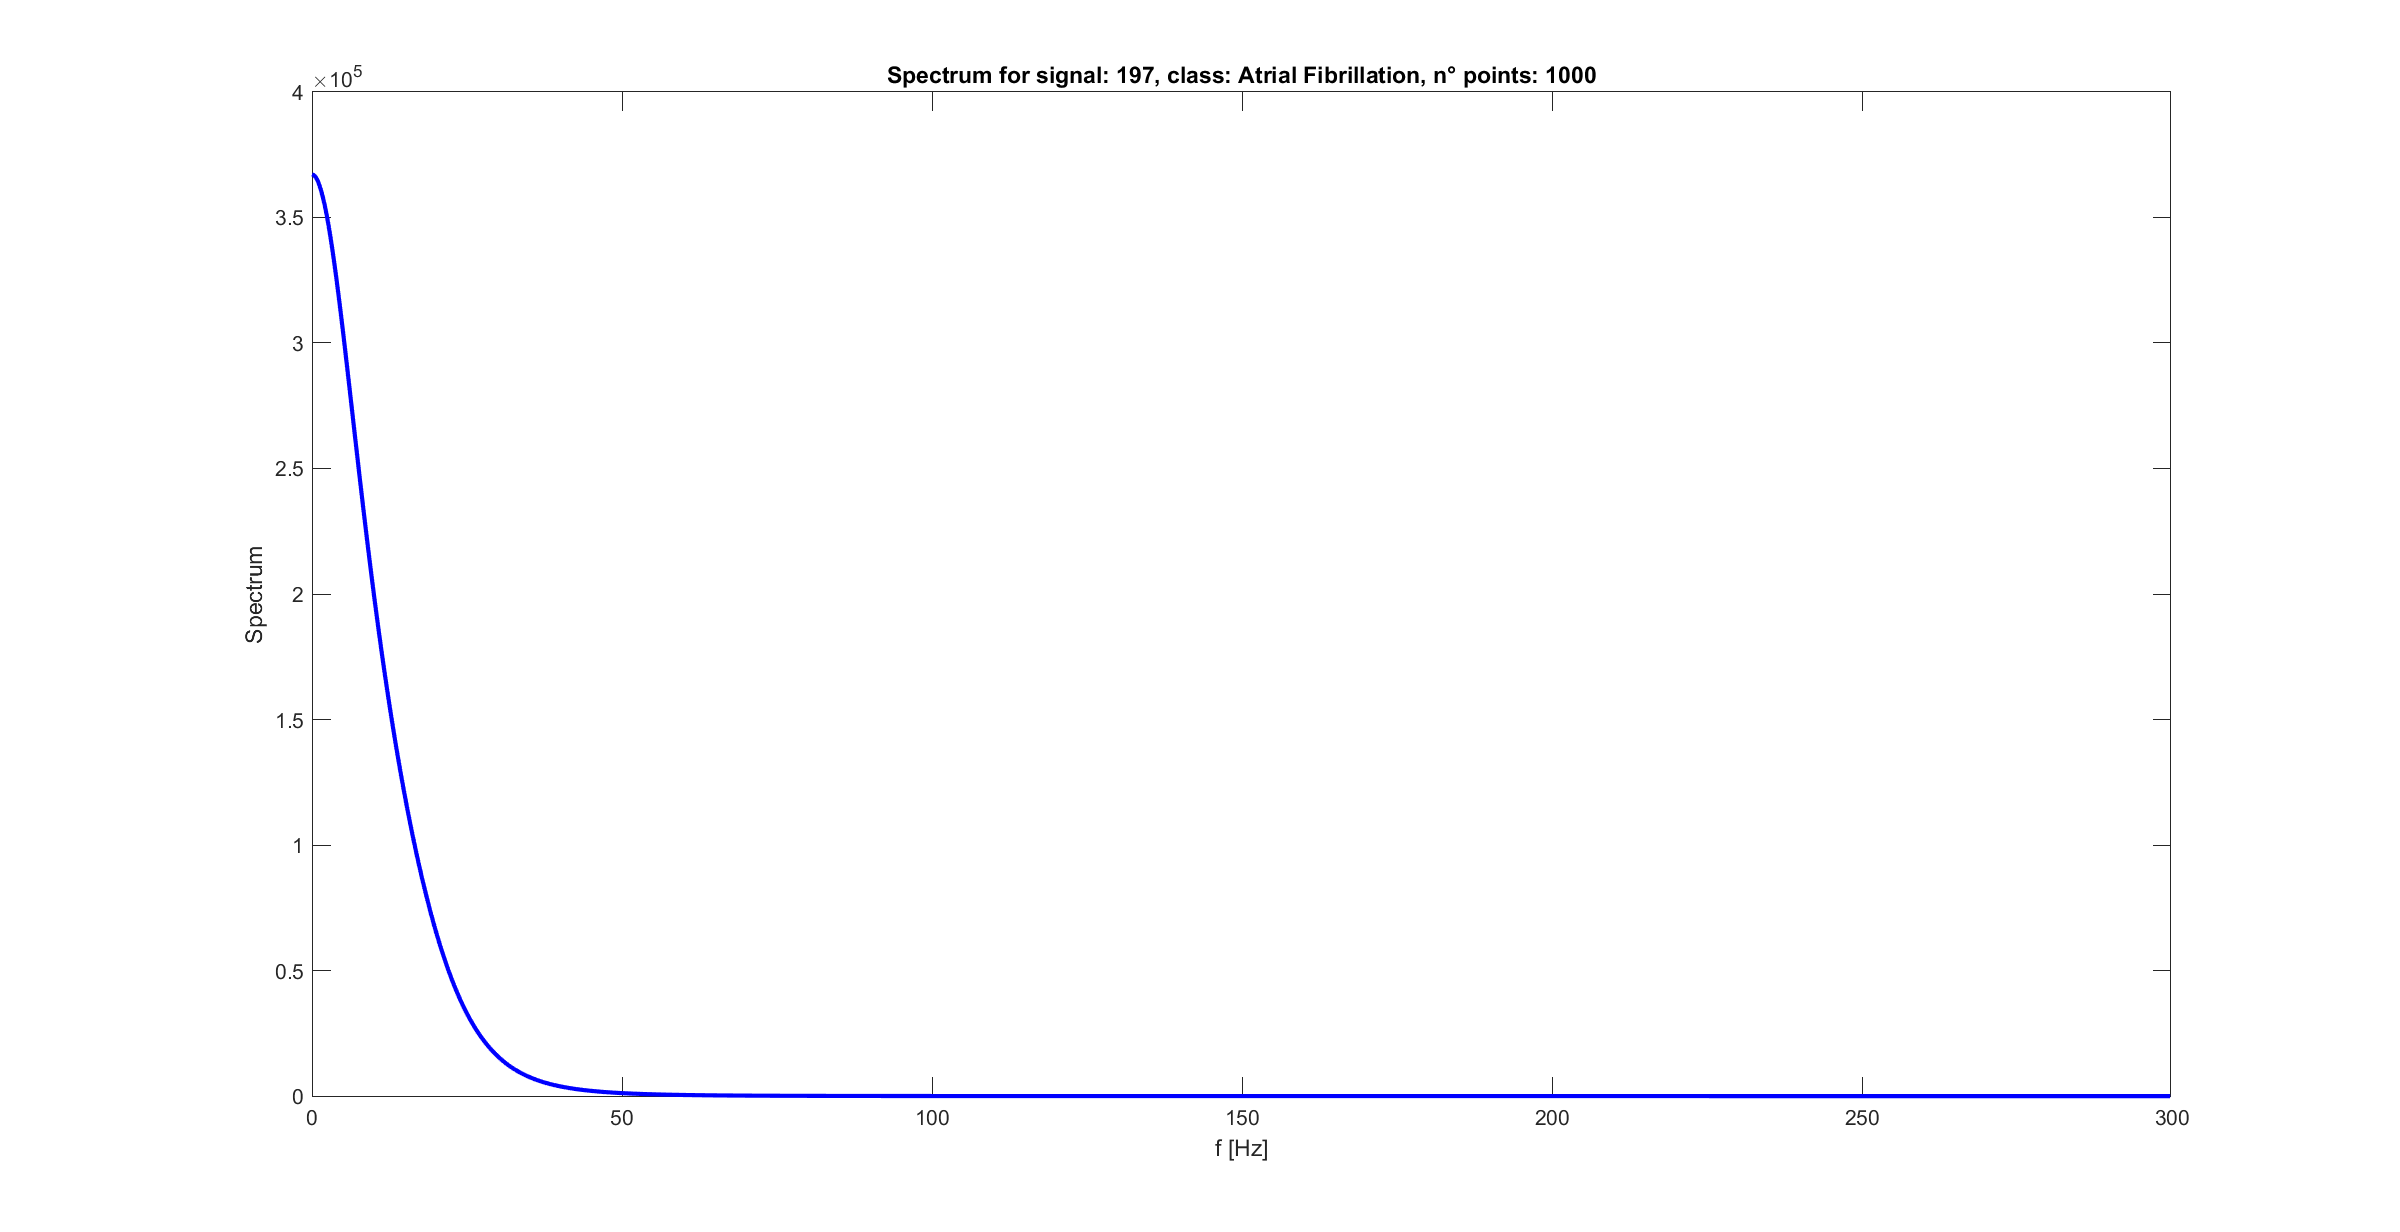 Spectrum for signal: 197, class: Atrial Fibrillation, n° points: 1000
×10^5
4
3.5
3
2.5
2
1.5
1
0.5
0
Spectrum
0 50 100 150 200 250 300
f [Hz]